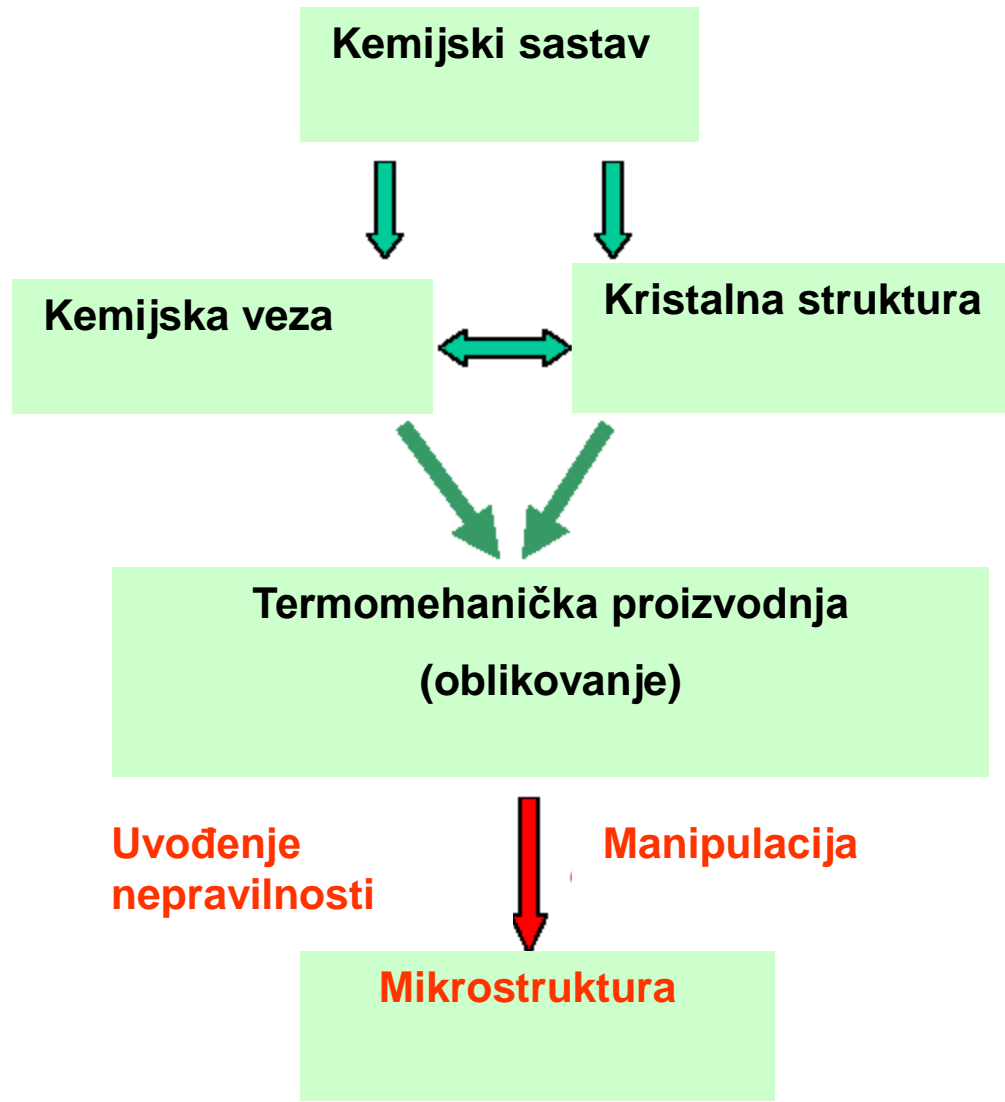 Kemijski sastav
Kemijska veza
Kristalna struktura
Termomehanička proizvodnja
(oblikovanje)
Uvođenje
nepravilnosti
Manipulacija
Mikrostruktura